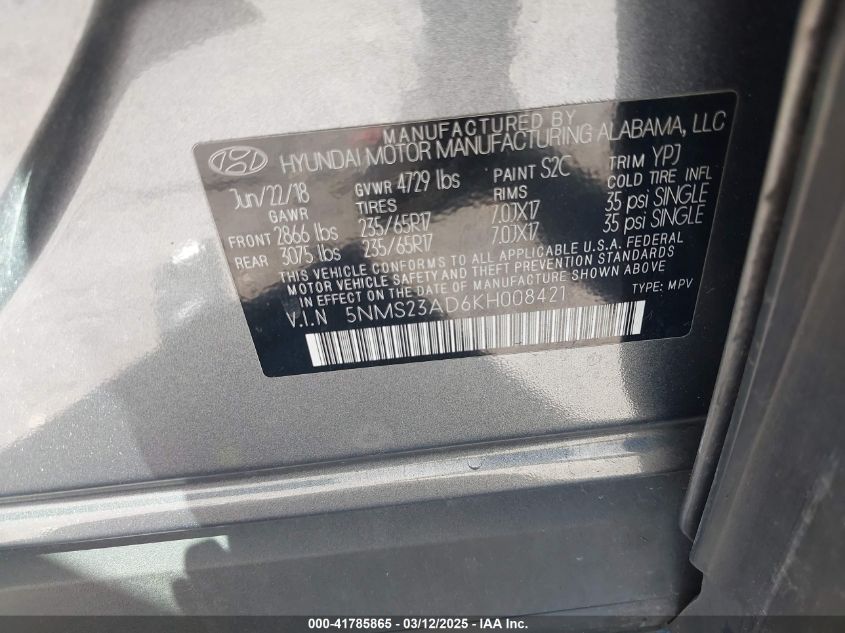 MANUFACTURED BY
HYUNDAI MOTOR MANUFACTURING ALABAMA, LLC
Jun/22/18 GVWR 4729 lbs PAINT S2C TRIM YPJ
GAWR TIRES RIMS COLD TIRE INFL
FRONT 2866 lbs 235/65R17 7.0JX17 35 psi SINGLE
REAR 3075 lbs 235/65R17 7.0JX17 35 psi SINGLE
THIS VEHICLE CONFORMS TO ALL APPLICABLE U.S.A. FEDERAL
MOTOR VEHICLE SAFETY AND THEFT PREVENTION STANDARDS
IN EFFECT ON THE DATE OF MANUFACTURE SHOWN ABOVE
V.I.N 5NMS23AD6KH008421 TYPE: MPV
000-41785865 — 03/12/2025 — IAA Inc.